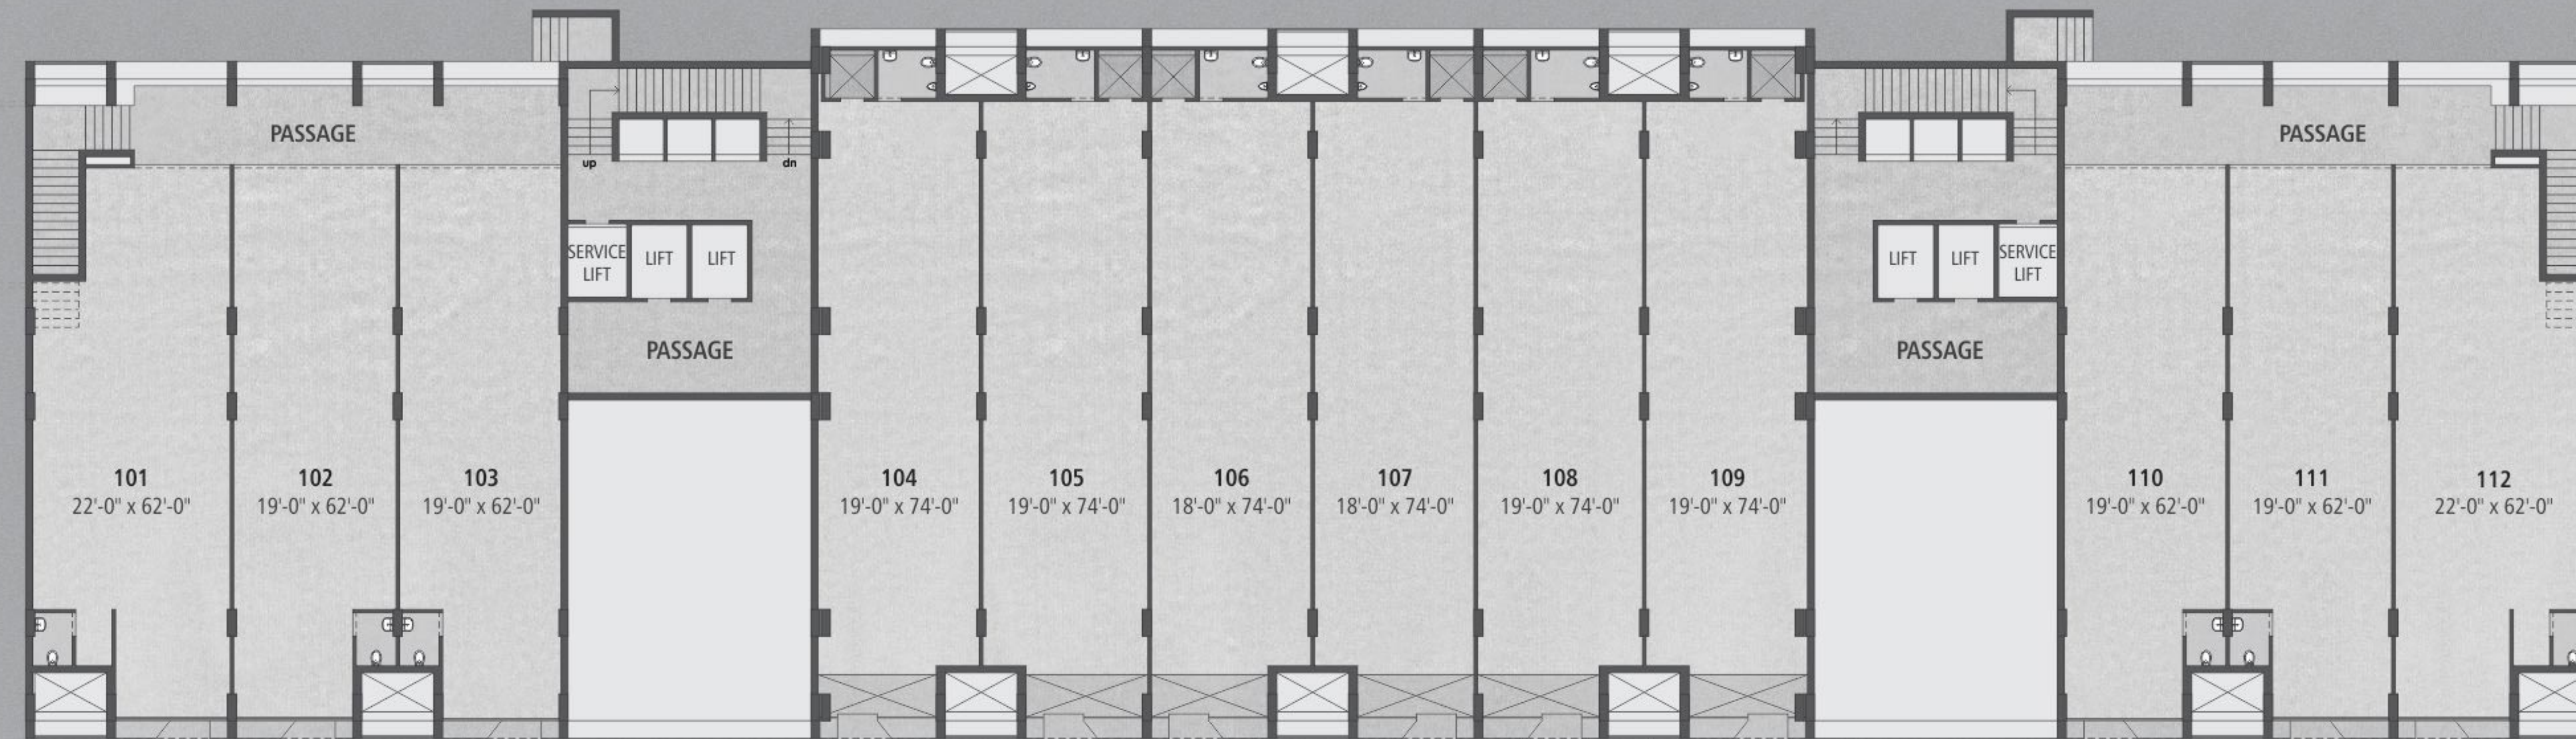 PASSAGE
PASSAGE
up
dn
SERVICE
LIFT
LIFT
LIFT
LIFT
LIFT
SERVICE
LIFT
PASSAGE
PASSAGE
101
22'-0" x 62'-0"
102
19'-0" x 62'-0"
103
19'-0" x 62'-0"
104
19'-0" x 74'-0"
105
19'-0" x 74'-0"
106
18'-0" x 74'-0"
107
18'-0" x 74'-0"
108
19'-0" x 74'-0"
109
19'-0" x 74'-0"
110
19'-0" x 62'-0"
111
19'-0" x 62'-0"
112
22'-0" x 62'-0"